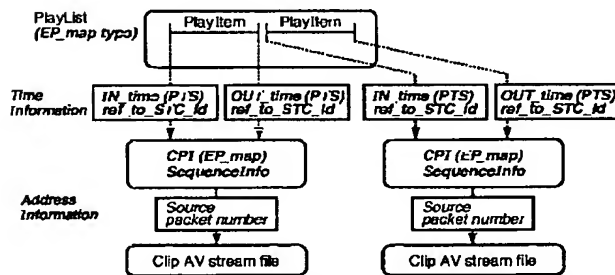 PlayList
(EP_map type)
PlayItem
PlayItem
Time
Information
IN_time (PTS)
ref_to_STC_id
OUT_time (PTS)
ref_to_STC_id
IN_time (PTS)
ref_to_STC_id
OUT_time (PTS)
ref_to_STC_id
CPI (EP_map)
SequenceInfo
CPI (EP_map)
SequenceInfo
Address
Information
Source
packet number
Source
packet number
Clip AV stream file
Clip AV stream file